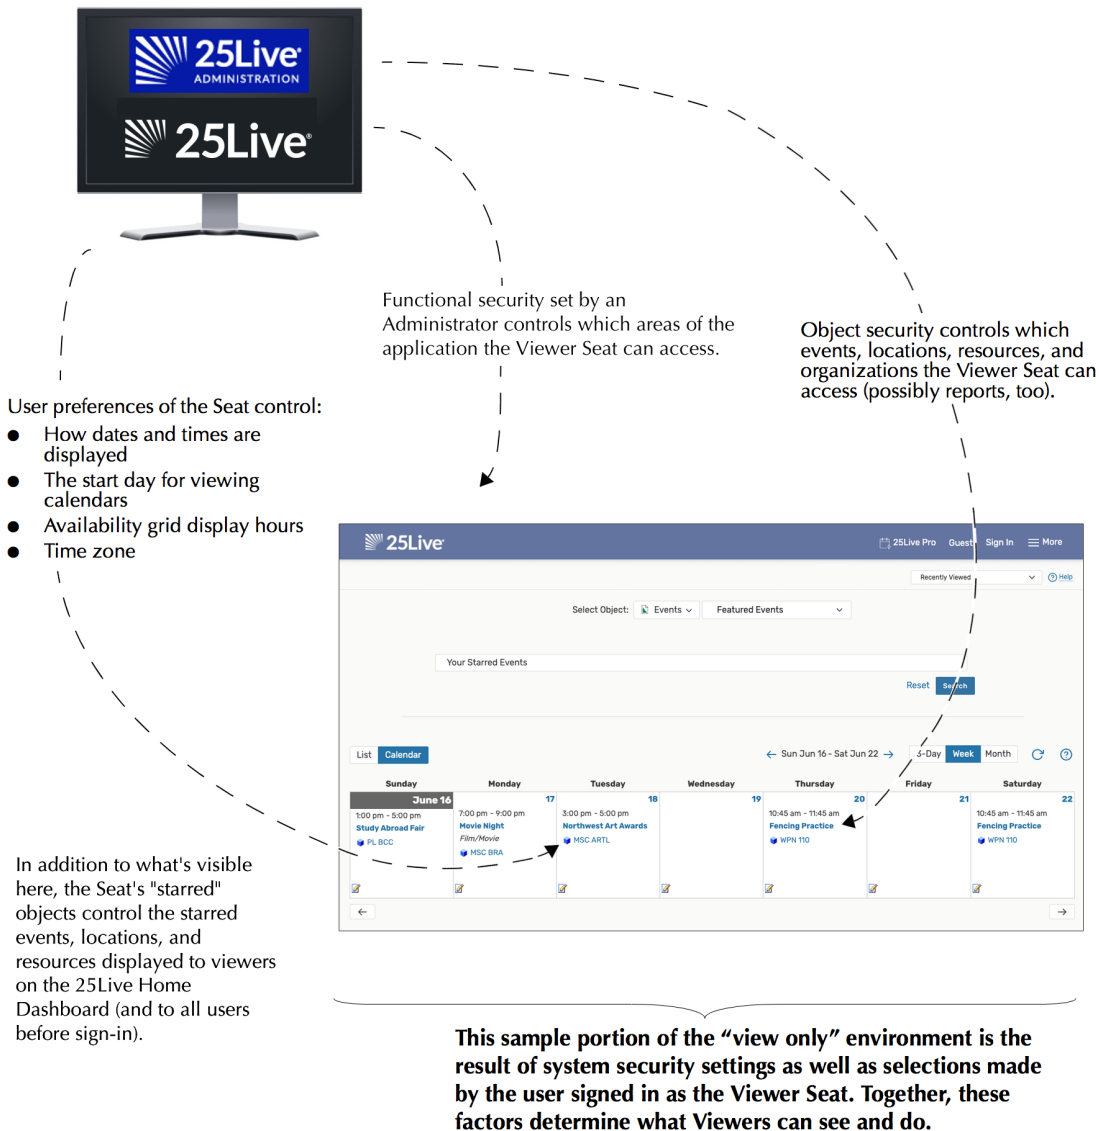 25Live®
ADMINISTRATION
25Live®
Functional security set by an
Administrator controls which areas of the
application the Viewer Seat can access.
Object security controls which
events, locations, resources, and
organizations the Viewer Seat can
access (possibly reports, too).
User preferences of the Seat control:
● How dates and times are
displayed
● The start day for viewing
calendars
● Availability grid display hours
● Time zone
25Live
25Live Pro Guest Sign In More
Recently Viewed Help
Select Object: Events Featured Events
Your Starred Events
Reset Search
List Calendar ← Sun Jun 16 - Sat Jun 22 → 3-Day Week Month
Sunday Monday Tuesday Wednesday Thursday Friday Saturday
June 16 17 18 19 20 21 22
1:00 pm - 5:00 pm
Study Abroad Fair
PL BCC
7:00 pm - 9:00 pm
Movie Night
Film/Movie
MSC BRA
3:00 pm - 5:00 pm
Northwest Art Awards
MSC ARTL
10:45 am - 11:45 am
Fencing Practice
WPN 110
10:45 am - 11:45 am
Fencing Practice
WPN 110
In addition to what's visible
here, the Seat's "starred"
objects control the starred
events, locations, and
resources displayed to viewers
on the 25Live Home
Dashboard (and to all users
before sign-in).
This sample portion of the “view only” environment is the
result of system security settings as well as selections made
by the user signed in as the Viewer Seat. Together, these
factors determine what Viewers can see and do.